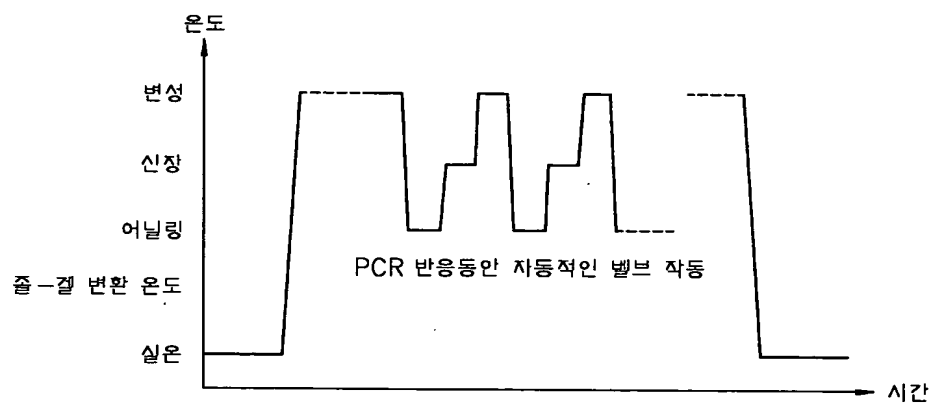 온도
변성
신장
어닐링
PCR 반응동안 자동적인 벨브 작동
졸-겔 변환 온도
실온
시간